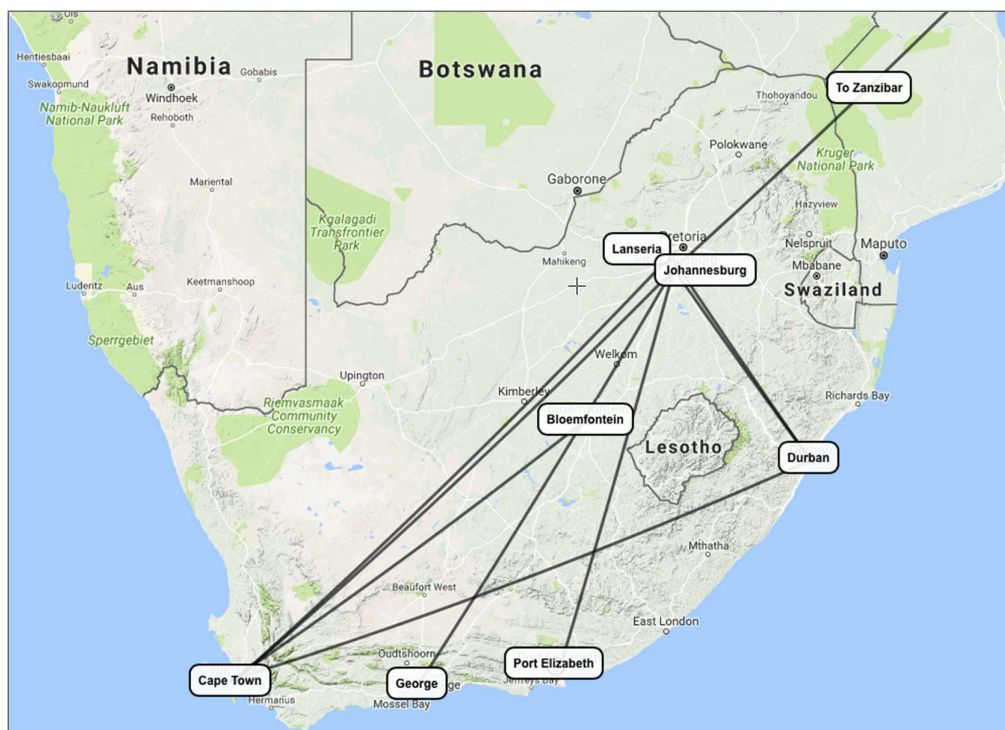 Ols
Hentiesbaai
Swakopmund
Namibia
Gobabis
Windhoek
Namib-Naukluft
National Park
Rehoboth
Mariental
Botswana
To Zanzibar
Thohoyandou
Polokwane
Kruger
National Park
Gaborone
Kgalagadi
Transfrontier
Park
Hazyview
Lanseria
Pretoria
Nelspruit
Maputo
Mahikeng
Johannesburg
Mbabane
Swaziland
Luderitz
Aus
Keetmanshoop
Sperrgebiet
Upington
Welkom
Kimberley
Richards Bay
Riemvasmaak
Community
Conservancy
Bloemfontein
Lesotho
Durban
Mthatha
Beaufort West
East London
Oudtshoorn
Port Elizabeth
Cape Town
George
ge
Jeffreys Bay
Hermanus
Mossel Bay